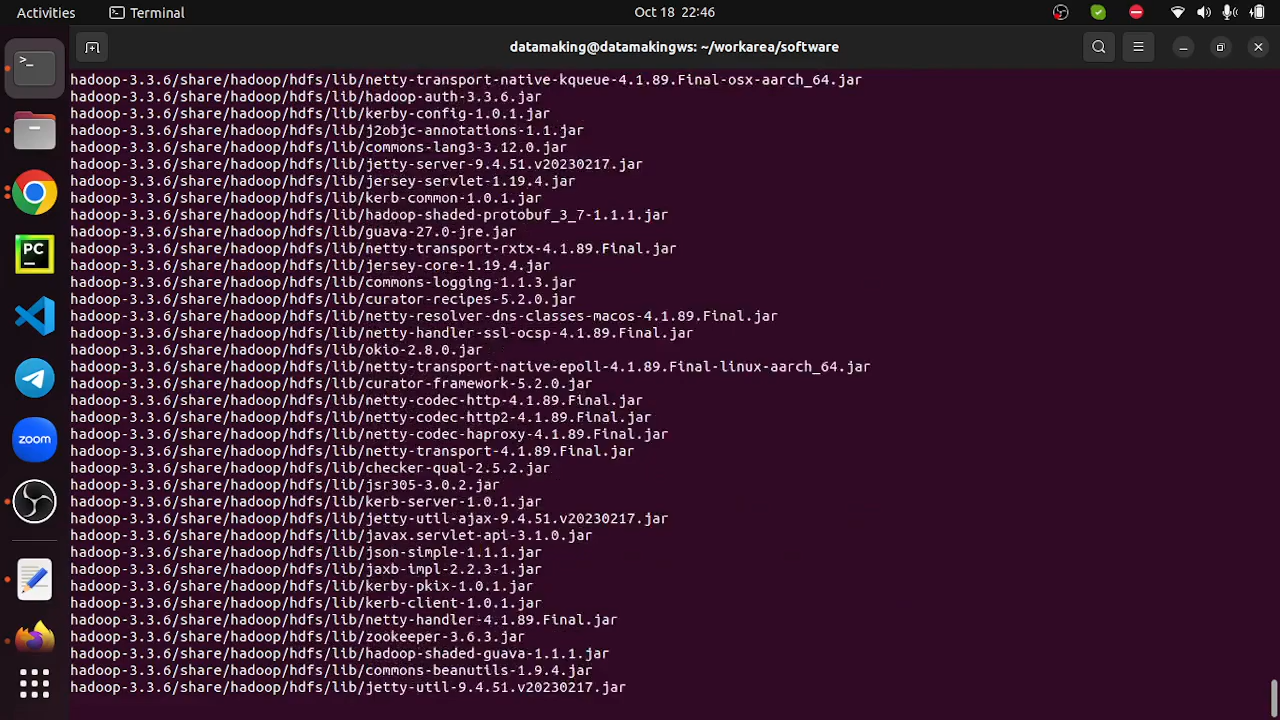 Activities
Terminal
Oct 18 22:46
datamaking@datamakingws: ~/workarea/software
hadoop-3.3.6/share/hadoop/hdfs/lib/netty-transport-native-kqueue-4.1.89.Final-osx-aarch_64.jar
hadoop-3.3.6/share/hadoop/hdfs/lib/hadoop-auth-3.3.6.jar
hadoop-3.3.6/share/hadoop/hdfs/lib/kerby-config-1.0.1.jar
hadoop-3.3.6/share/hadoop/hdfs/lib/j2objc-annotations-1.1.jar
hadoop-3.3.6/share/hadoop/hdfs/lib/commons-lang3-3.12.0.jar
hadoop-3.3.6/share/hadoop/hdfs/lib/jetty-server-9.4.51.v20230217.jar
hadoop-3.3.6/share/hadoop/hdfs/lib/jersey-servlet-1.19.4.jar
hadoop-3.3.6/share/hadoop/hdfs/lib/kerb-common-1.0.1.jar
hadoop-3.3.6/share/hadoop/hdfs/lib/hadoop-shaded-protobuf_3_7-1.1.1.jar
hadoop-3.3.6/share/hadoop/hdfs/lib/guava-27.0-jre.jar
hadoop-3.3.6/share/hadoop/hdfs/lib/netty-transport-rxtx-4.1.89.Final.jar
hadoop-3.3.6/share/hadoop/hdfs/lib/jersey-core-1.19.4.jar
hadoop-3.3.6/share/hadoop/hdfs/lib/commons-logging-1.1.3.jar
hadoop-3.3.6/share/hadoop/hdfs/lib/curator-recipes-5.2.0.jar
hadoop-3.3.6/share/hadoop/hdfs/lib/netty-resolver-dns-classes-macos-4.1.89.Final.jar
hadoop-3.3.6/share/hadoop/hdfs/lib/netty-handler-ssl-ocsp-4.1.89.Final.jar
hadoop-3.3.6/share/hadoop/hdfs/lib/okio-2.8.0.jar
hadoop-3.3.6/share/hadoop/hdfs/lib/netty-transport-native-epoll-4.1.89.Final-linux-aarch_64.jar
hadoop-3.3.6/share/hadoop/hdfs/lib/curator-framework-5.2.0.jar
hadoop-3.3.6/share/hadoop/hdfs/lib/netty-codec-http-4.1.89.Final.jar
hadoop-3.3.6/share/hadoop/hdfs/lib/netty-codec-http2-4.1.89.Final.jar
hadoop-3.3.6/share/hadoop/hdfs/lib/netty-codec-haproxy-4.1.89.Final.jar
hadoop-3.3.6/share/hadoop/hdfs/lib/netty-transport-4.1.89.Final.jar
hadoop-3.3.6/share/hadoop/hdfs/lib/checker-qual-2.5.2.jar
hadoop-3.3.6/share/hadoop/hdfs/lib/jsr305-3.0.2.jar
hadoop-3.3.6/share/hadoop/hdfs/lib/kerb-server-1.0.1.jar
hadoop-3.3.6/share/hadoop/hdfs/lib/jetty-util-ajax-9.4.51.v20230217.jar
hadoop-3.3.6/share/hadoop/hdfs/lib/javax.servlet-api-3.1.0.jar
hadoop-3.3.6/share/hadoop/hdfs/lib/json-simple-1.1.1.jar
hadoop-3.3.6/share/hadoop/hdfs/lib/jaxb-impl-2.2.3-1.jar
hadoop-3.3.6/share/hadoop/hdfs/lib/kerby-pkix-1.0.1.jar
hadoop-3.3.6/share/hadoop/hdfs/lib/kerb-client-1.0.1.jar
hadoop-3.3.6/share/hadoop/hdfs/lib/netty-handler-4.1.89.Final.jar
hadoop-3.3.6/share/hadoop/hdfs/lib/zookeeper-3.6.3.jar
hadoop-3.3.6/share/hadoop/hdfs/lib/hadoop-shaded-guava-1.1.1.jar
hadoop-3.3.6/share/hadoop/hdfs/lib/commons-beanutils-1.9.4.jar
hadoop-3.3.6/share/hadoop/hdfs/lib/jetty-util-9.4.51.v20230217.jar
PC
zoom